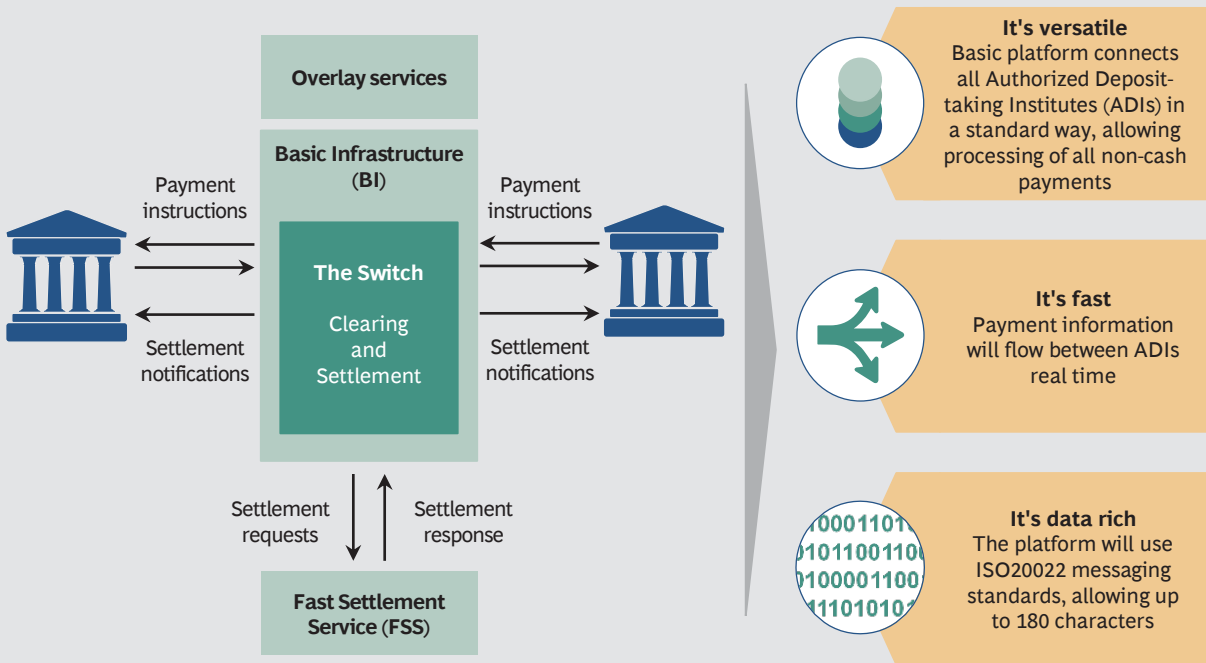 Overlay services
Basic Infrastructure
(BI)
Payment
instructions
Payment
instructions
The Switch
Clearing
and
Settlement
Settlement
notifications
Settlement
notifications
Settlement
requests
Settlement
response
Fast Settlement
Service (FSS)
It's versatile
Basic platform connects
all Authorized Deposit-
taking Institutes (ADIs) in
a standard way, allowing
processing of all non-cash
payments
It's fast
Payment information
will flow between ADIs
real time
It's data rich
The platform will use
ISO20022 messaging
standards, allowing up
to 180 characters